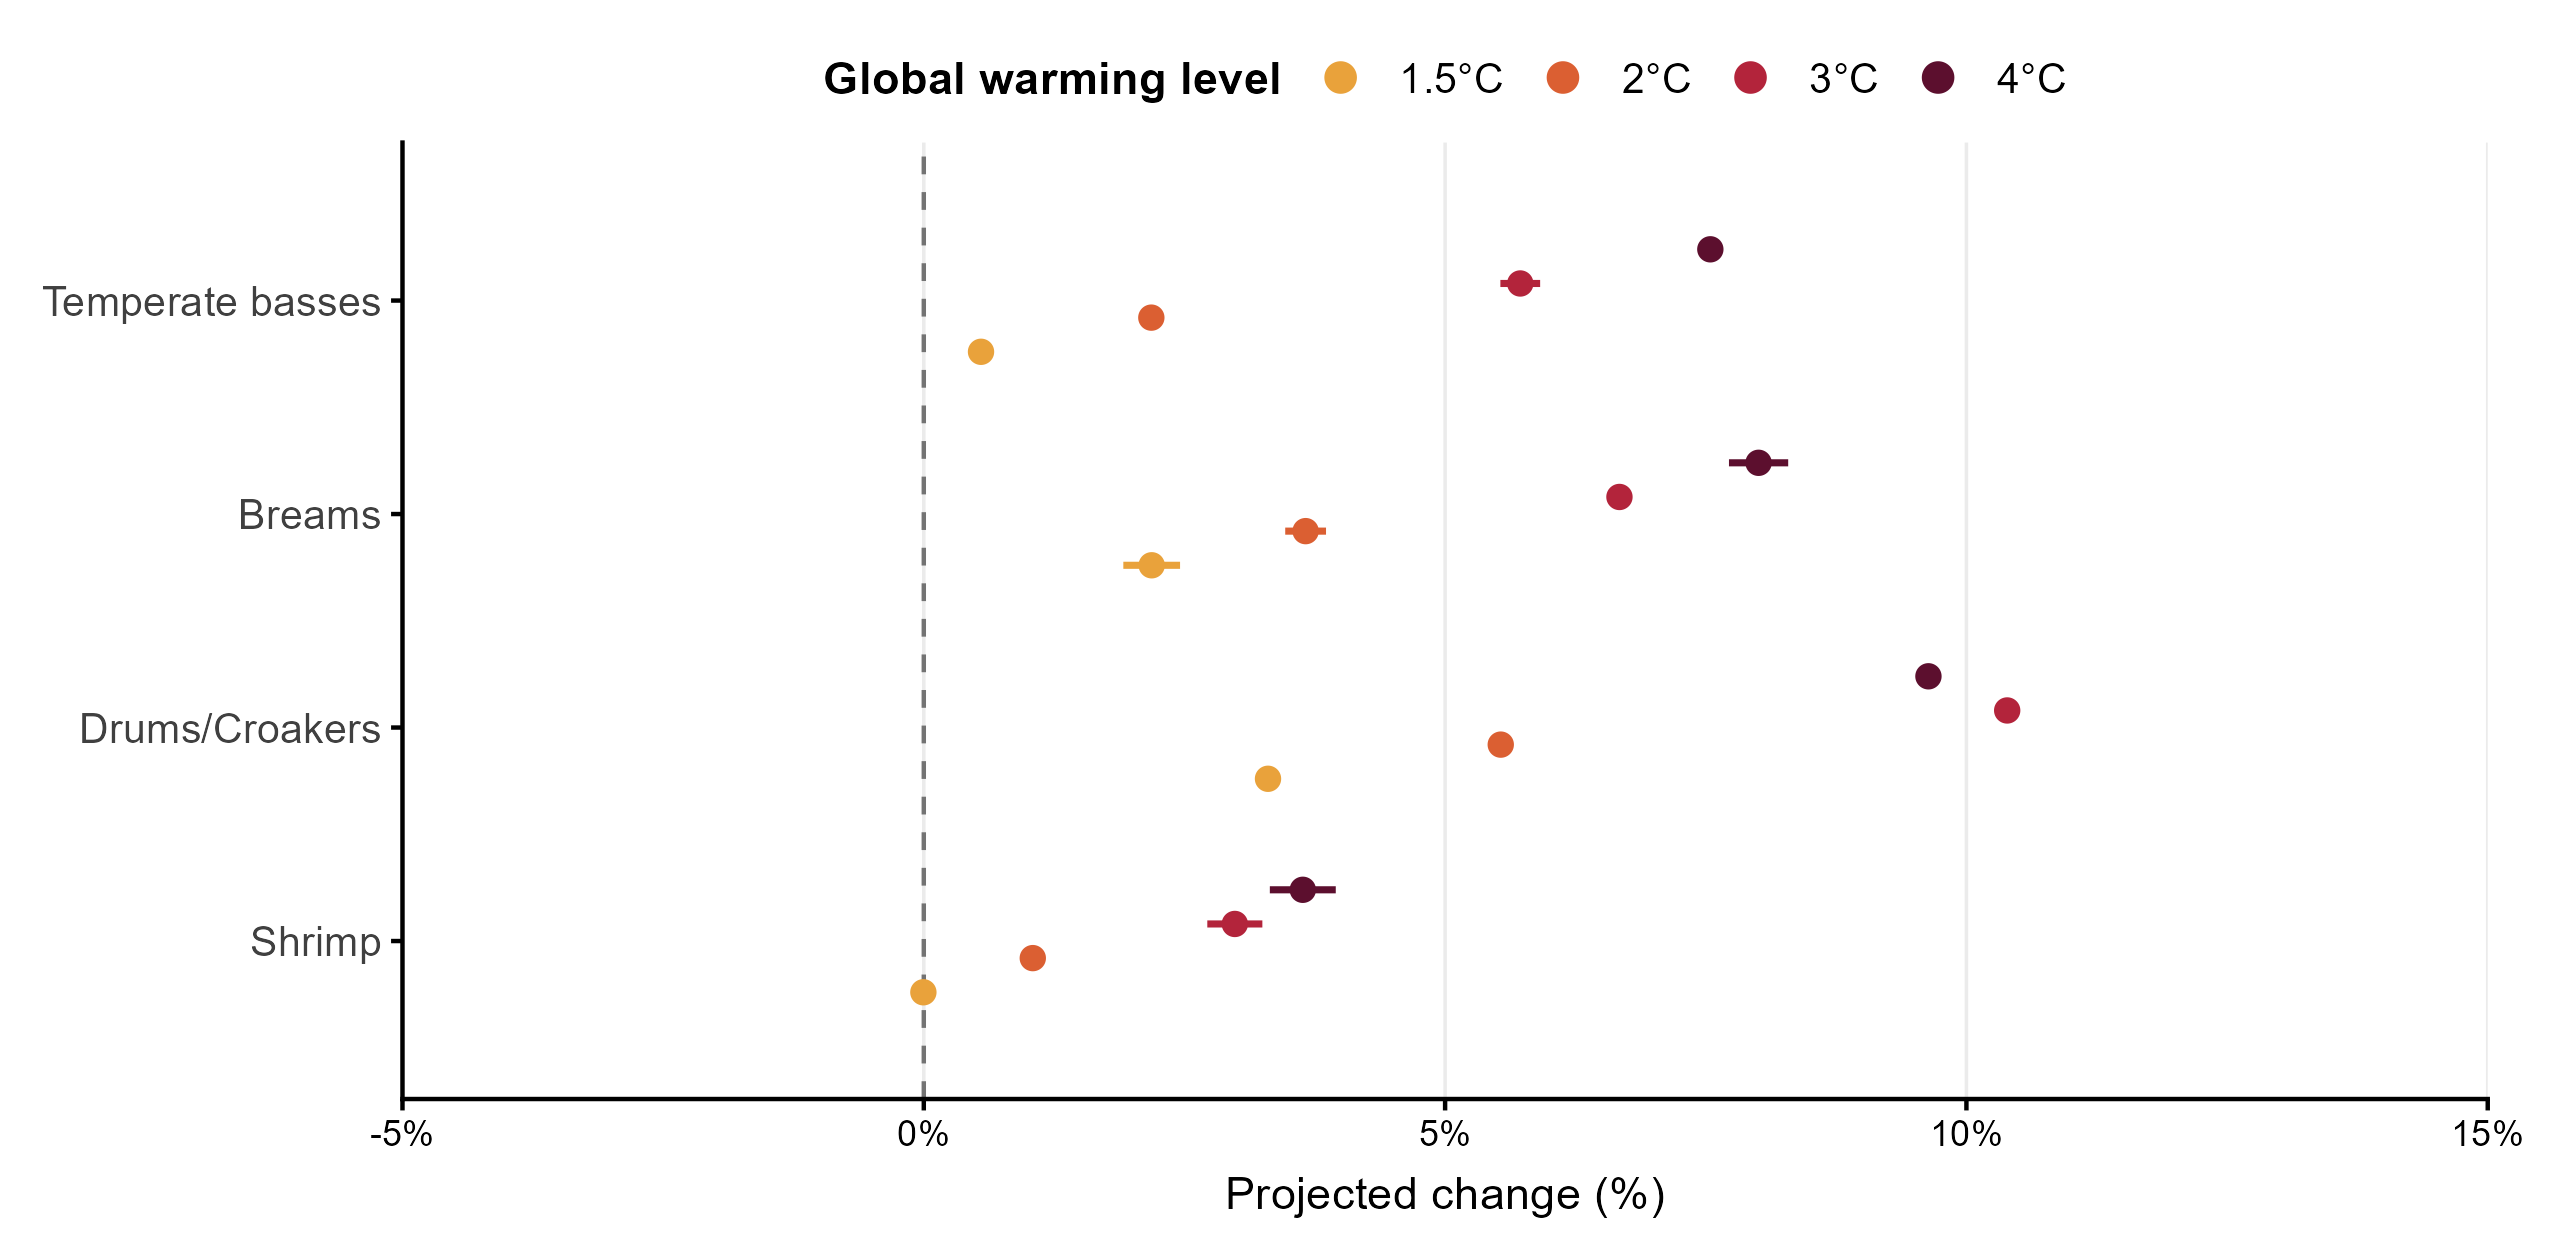 Global warming level 1.5°C 2°C 3°C 4°C
Temperate basses
Breams
Drums/Croakers
Shrimp
-5% 0% 5% 10% 15%
Projected change (%)